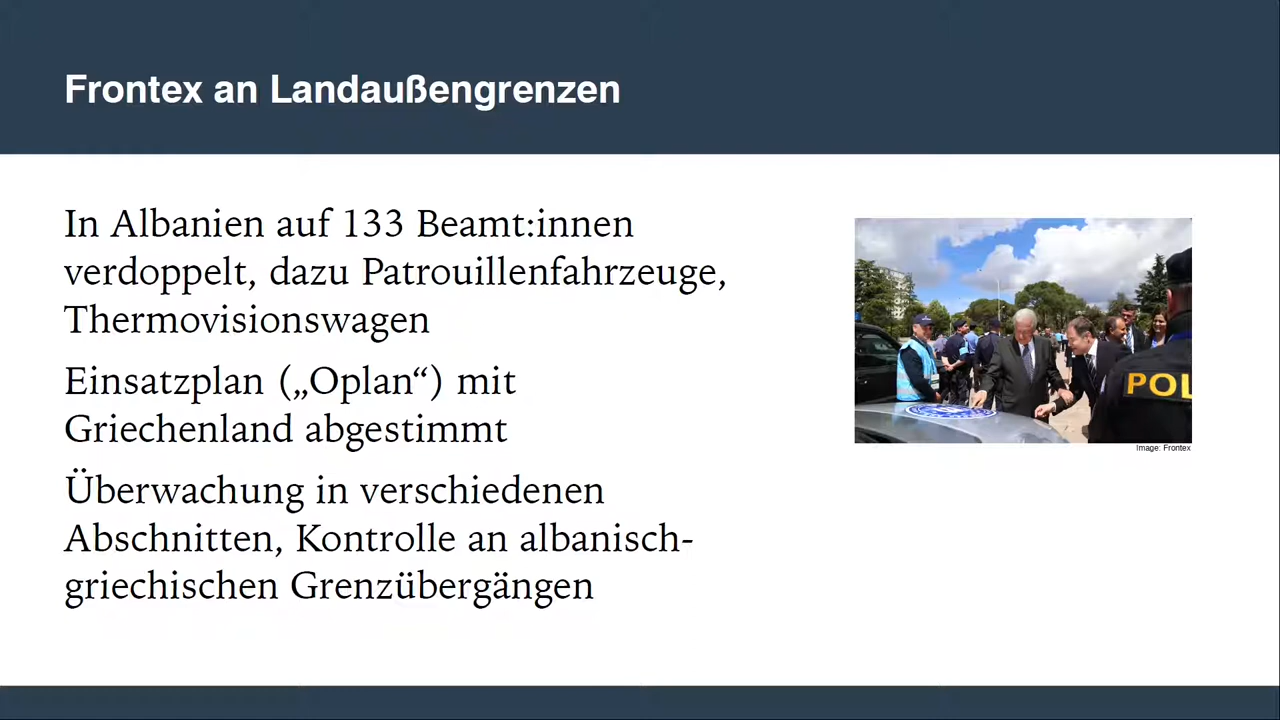 Frontex an Landaußengrenzen
In Albanien auf 133 Beamt:innen
verdoppelt, dazu Patrouillenfahrzeuge,
Thermovisionswagen
Einsatzplan („Oplan“) mit
Griechenland abgestimmt
Überwachung in verschiedenen
Abschnitten, Kontrolle an albanisch-
griechischen Grenzübergängen
POL
Image: Frontex